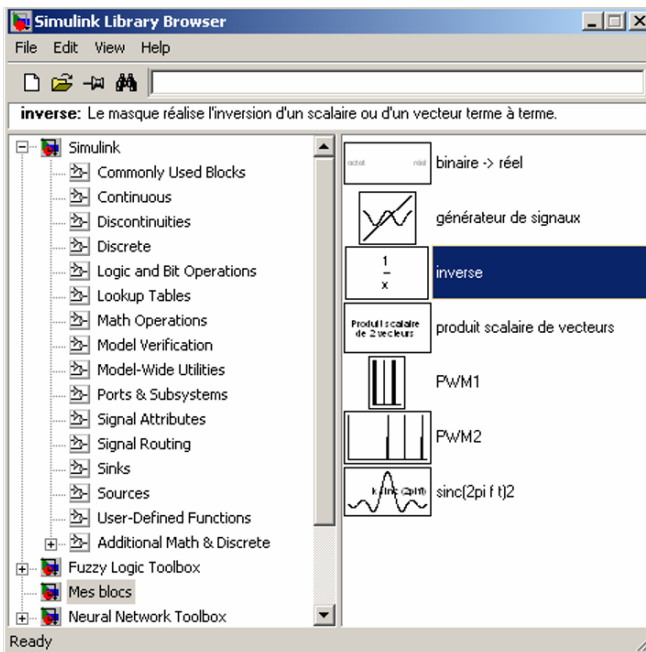 Simulink Library Browser
File Edit View Help
inverse: Le masque réalise l'inversion d'un scalaire ou d'un vecteur terme à terme.
Simulink
Commonly Used Blocks
Continuous
Discontinuities
Discrete
Logic and Bit Operations
Lookup Tables
Math Operations
Model Verification
Model-Wide Utilities
Ports & Subsystems
Signal Attributes
Signal Routing
Sinks
Sources
User-Defined Functions
Additional Math & Discrete
Fuzzy Logic Toolbox
Mes blocs
Neural Network Toolbox
octet réel
binaire -> réel
générateur de signaux
1
x
inverse
Produit scalaire
de 2 vecteurs
produit scalaire de vecteurs
PWM1
PWM2
sinc(2pi f t)2
Ready